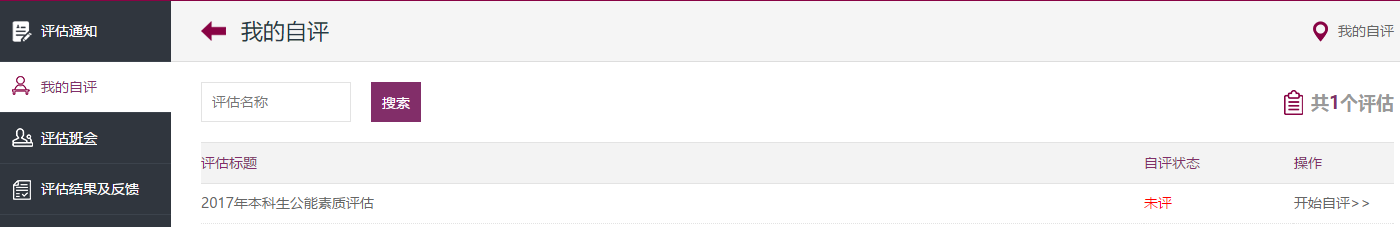 评估通知
我的自评
评估班会
评估结果及反馈
我的自评
我的自评
评估名称
搜索
共1个评估
评估标题 自评状态 操作
2017年本科生公能素质评估 未评 开始自评>>